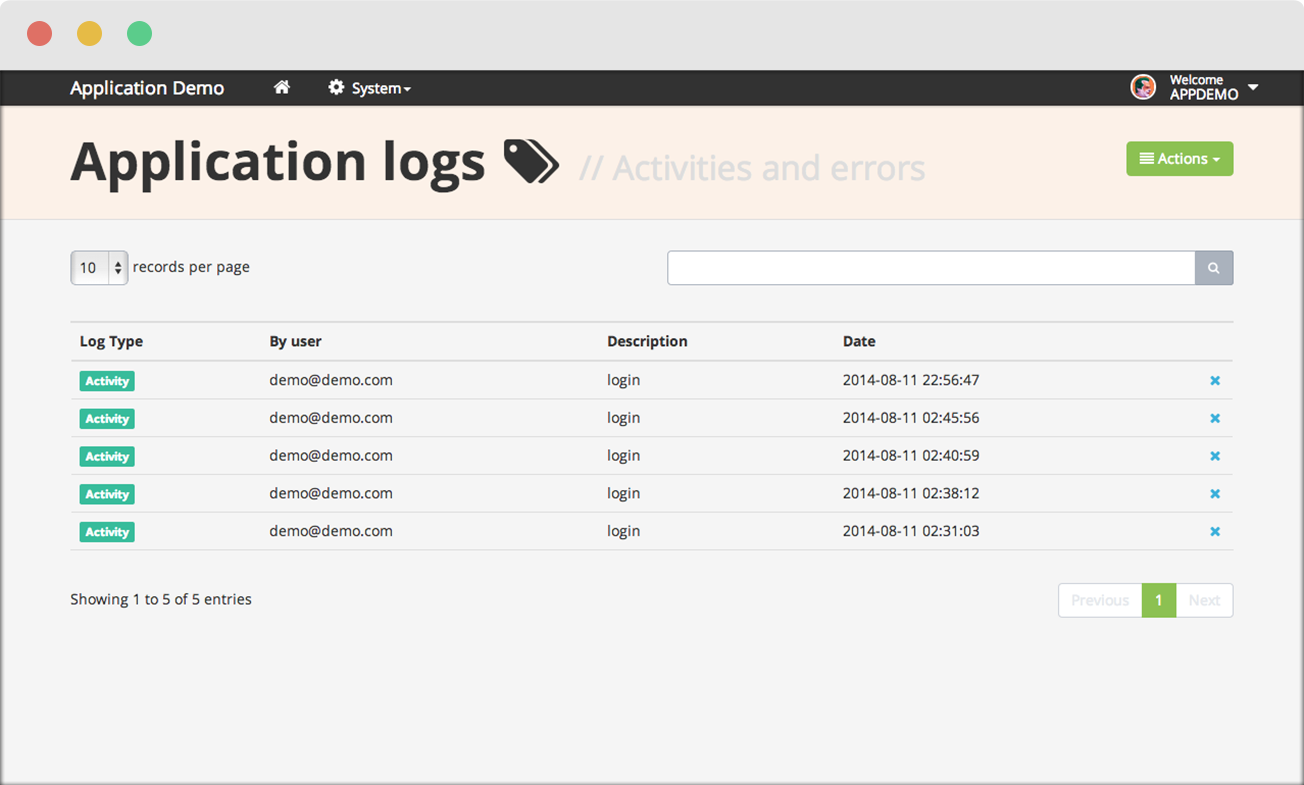 Application Demo System Welcome
APPDEMO
Application logs // Activities and errors Actions
10 records per page
Log Type By user Description Date
Activity demo@demo.com login 2014-08-11 22:56:47
Activity demo@demo.com login 2014-08-11 02:45:56
Activity demo@demo.com login 2014-08-11 02:40:59
Activity demo@demo.com login 2014-08-11 02:38:12
Activity demo@demo.com login 2014-08-11 02:31:03
Showing 1 to 5 of 5 entries Previous 1 Next